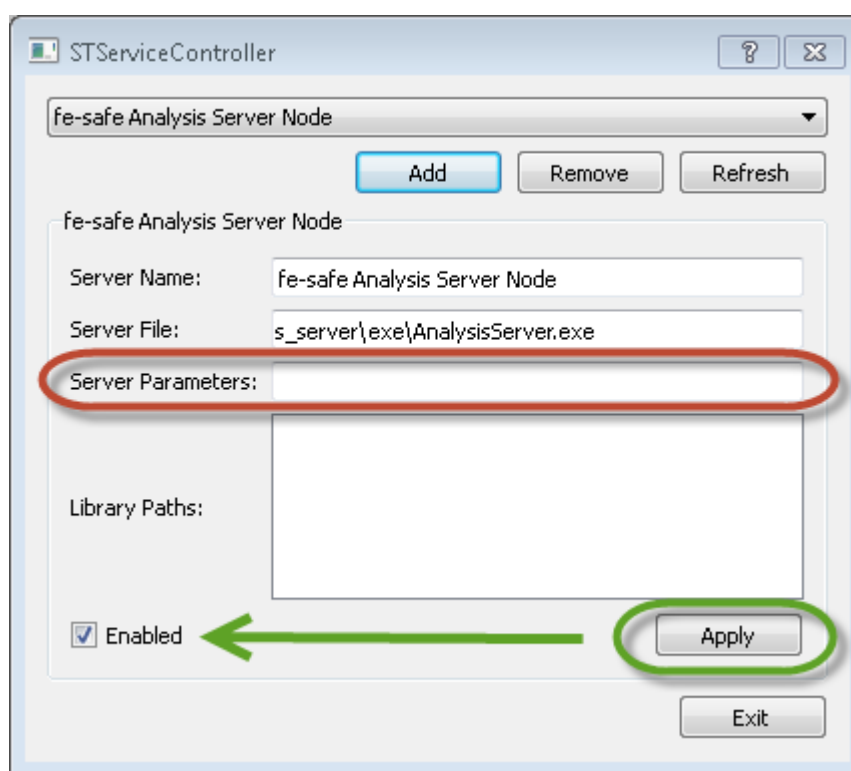 STServiceController
fe-safe Analysis Server Node
Add Remove Refresh
fe-safe Analysis Server Node
Server Name: fe-safe Analysis Server Node
Server File: s_server\exe\AnalysisServer.exe
Server Parameters:
Library Paths:
Enabled Apply
Exit